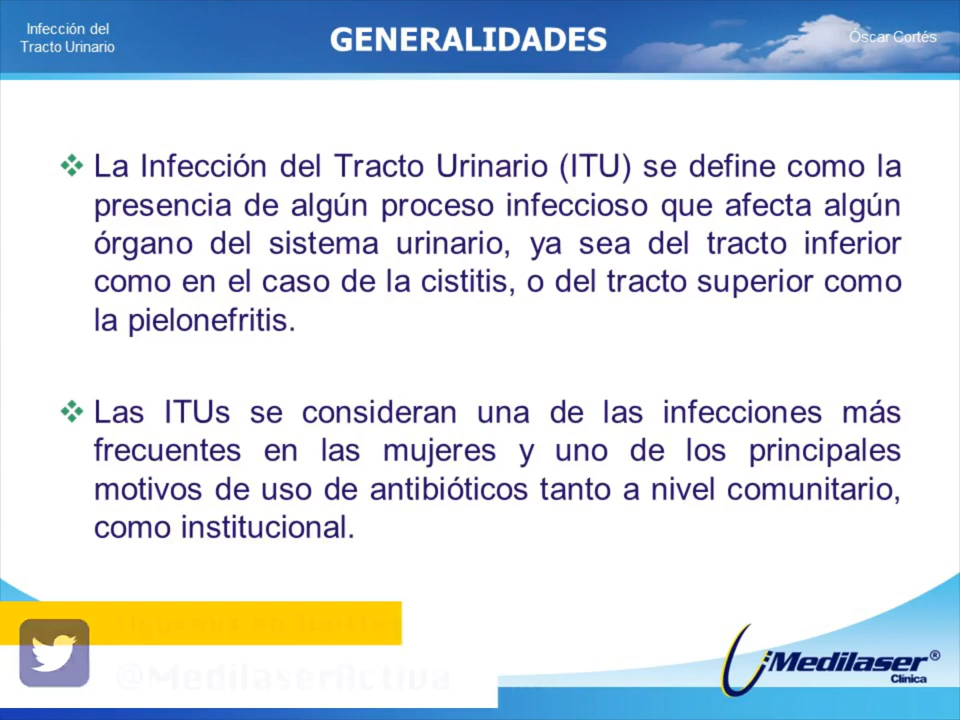 Infección del
Tracto Urinario
GENERALIDADES
Óscar Cortés
La Infección del Tracto Urinario (ITU) se define como la
presencia de algún proceso infeccioso que afecta algún
órgano del sistema urinario, ya sea del tracto inferior
como en el caso de la cistitis, o del tracto superior como
la pielonefritis.
Las ITUs se consideran una de las infecciones más
frecuentes en las mujeres y uno de los principales
motivos de uso de antibióticos tanto a nivel comunitario,
como institucional.
@MedilaserActiva
Medilaser®
Clínica